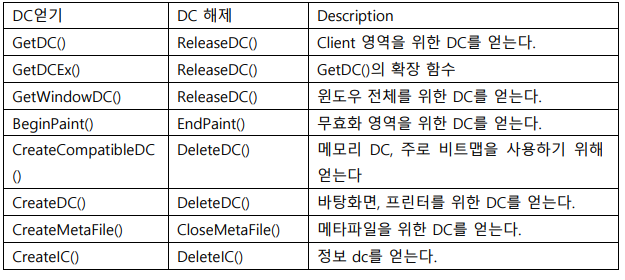 DC얻기 DC 해제 Description
GetDC() ReleaseDC() Client 영역을 위한 DC를 얻는다.
GetDCEx() ReleaseDC() GetDC()의 확장 함수
GetWindowDC() ReleaseDC() 윈도우 전체를 위한 DC를 얻는다.
BeginPaint() EndPaint() 무효화 영역을 위한 DC를 얻는다.
CreateCompatibleDC DeleteDC() 메모리 DC, 주로 비트맵을 사용하기 위해
() 얻는다
CreateDC() DeleteDC() 바탕화면, 프린터를 위한 DC를 얻는다.
CreateMetaFile() CloseMetaFile() 메타파일을 위한 DC를 얻는다.
CreateIC() DeleteIC() 정보 dc를 얻는다.